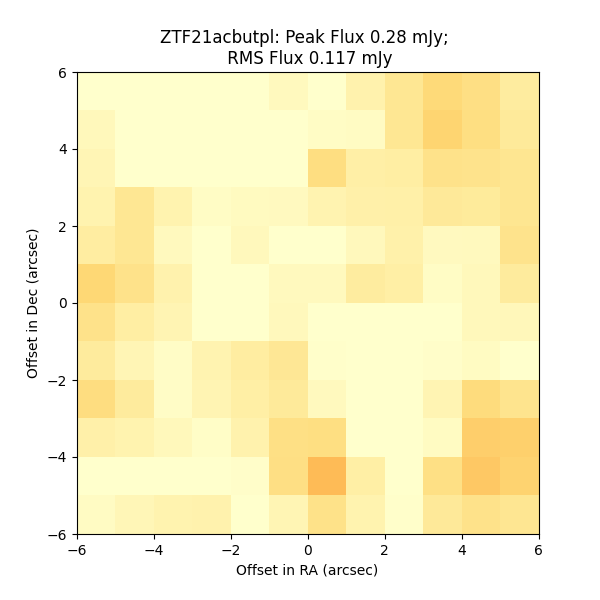 ZTF21acbutpl: Peak Flux 0.28 mJy;
RMS Flux 0.117 mJy
6
4
2
0
−2
−4
−6
Offset in Dec (arcsec)
−6 −4 −2 0 2 4 6
Offset in RA (arcsec)